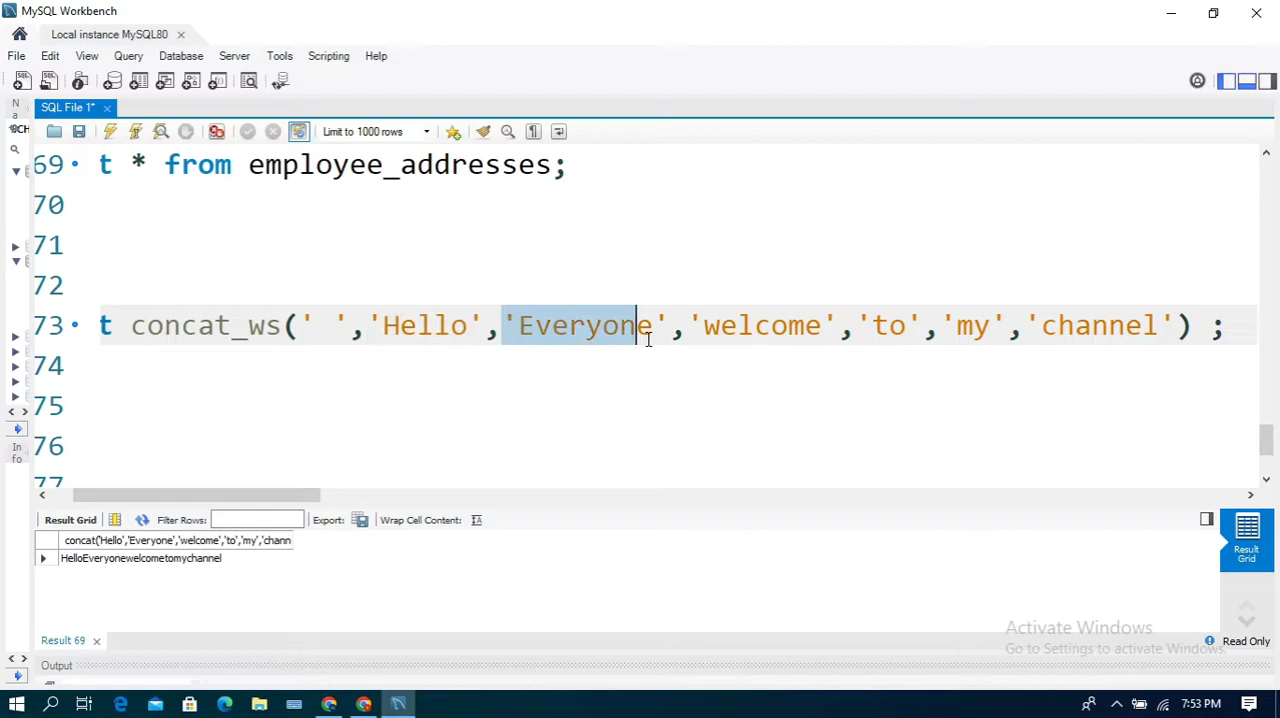 MySQL Workbench
Local instance MySQL80
File Edit View Query Database Server Tools Scripting Help
N
a
SQL File 1*
Limit to 1000 rows
69 t * from employee_addresses;
70
71
72
73 t concat_ws(' ','Hello','Everyone','welcome','to','my','channel') ;
74
75
76
77
In
fo
Result Grid Filter Rows: Export: Wrap Cell Content:
concat('Hello','Everyone','welcome','to','my','chann
HelloEveryonewelcometomychannel
Result
Grid
Activate Windows
Go to Settings to activate Windows.
Result 69
Read Only
Output
7:53 PM